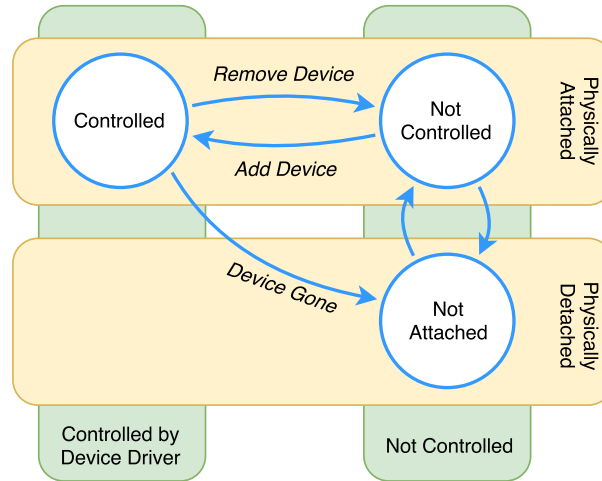 Remove Device
Controlled
Not
Controlled
Add Device
Physically
Attached
Device Gone
Not
Attached
Physically
Detached
Controlled by
Device Driver
Not Controlled